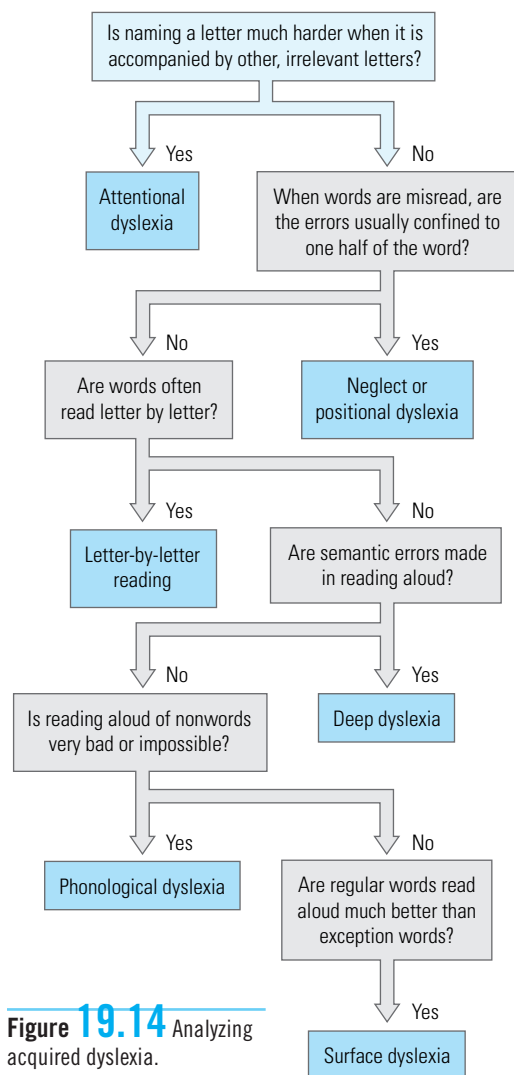 Is naming a letter much harder when it is
accompanied by other, irrelevant letters?
Yes
No
Attentional
dyslexia
When words are misread, are
the errors usually confined to
one half of the word?
No
Yes
Are words often
read letter by letter?
Neglect or
positional dyslexia
Yes
No
Letter-by-letter
reading
Are semantic errors made
in reading aloud?
No
Yes
Is reading aloud of nonwords
very bad or impossible?
Deep dyslexia
Yes
No
Phonological dyslexia
Are regular words read
aloud much better than
exception words?
Yes
Surface dyslexia
Figure 19.14 Analyzing
acquired dyslexia.